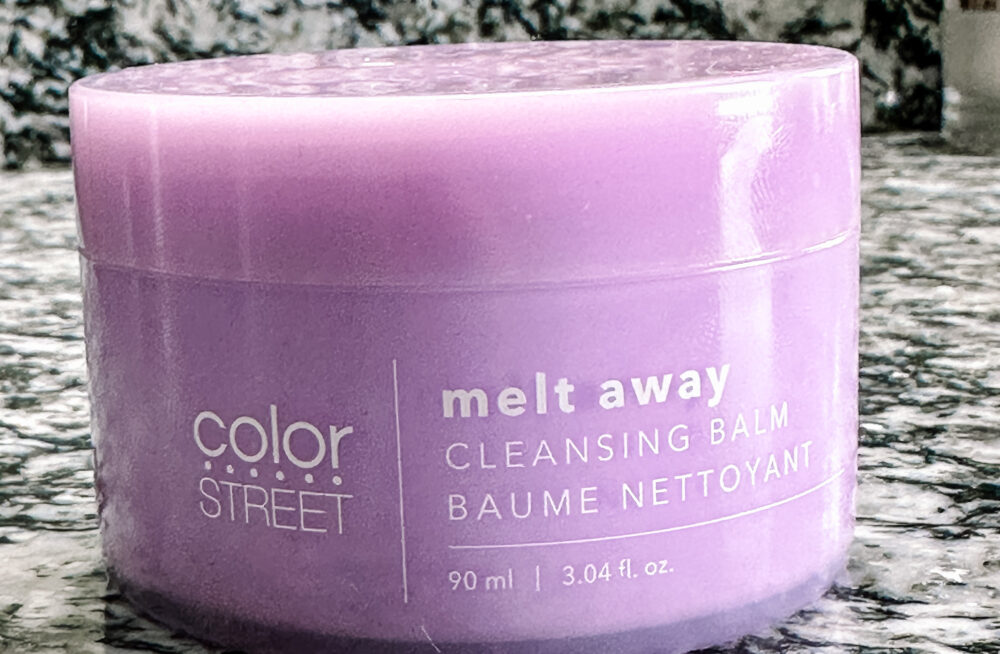 color
STREET
melt away
CLEANSING BALM
BAUME NETTOYANT
90 ml | 3.04 fl. oz.